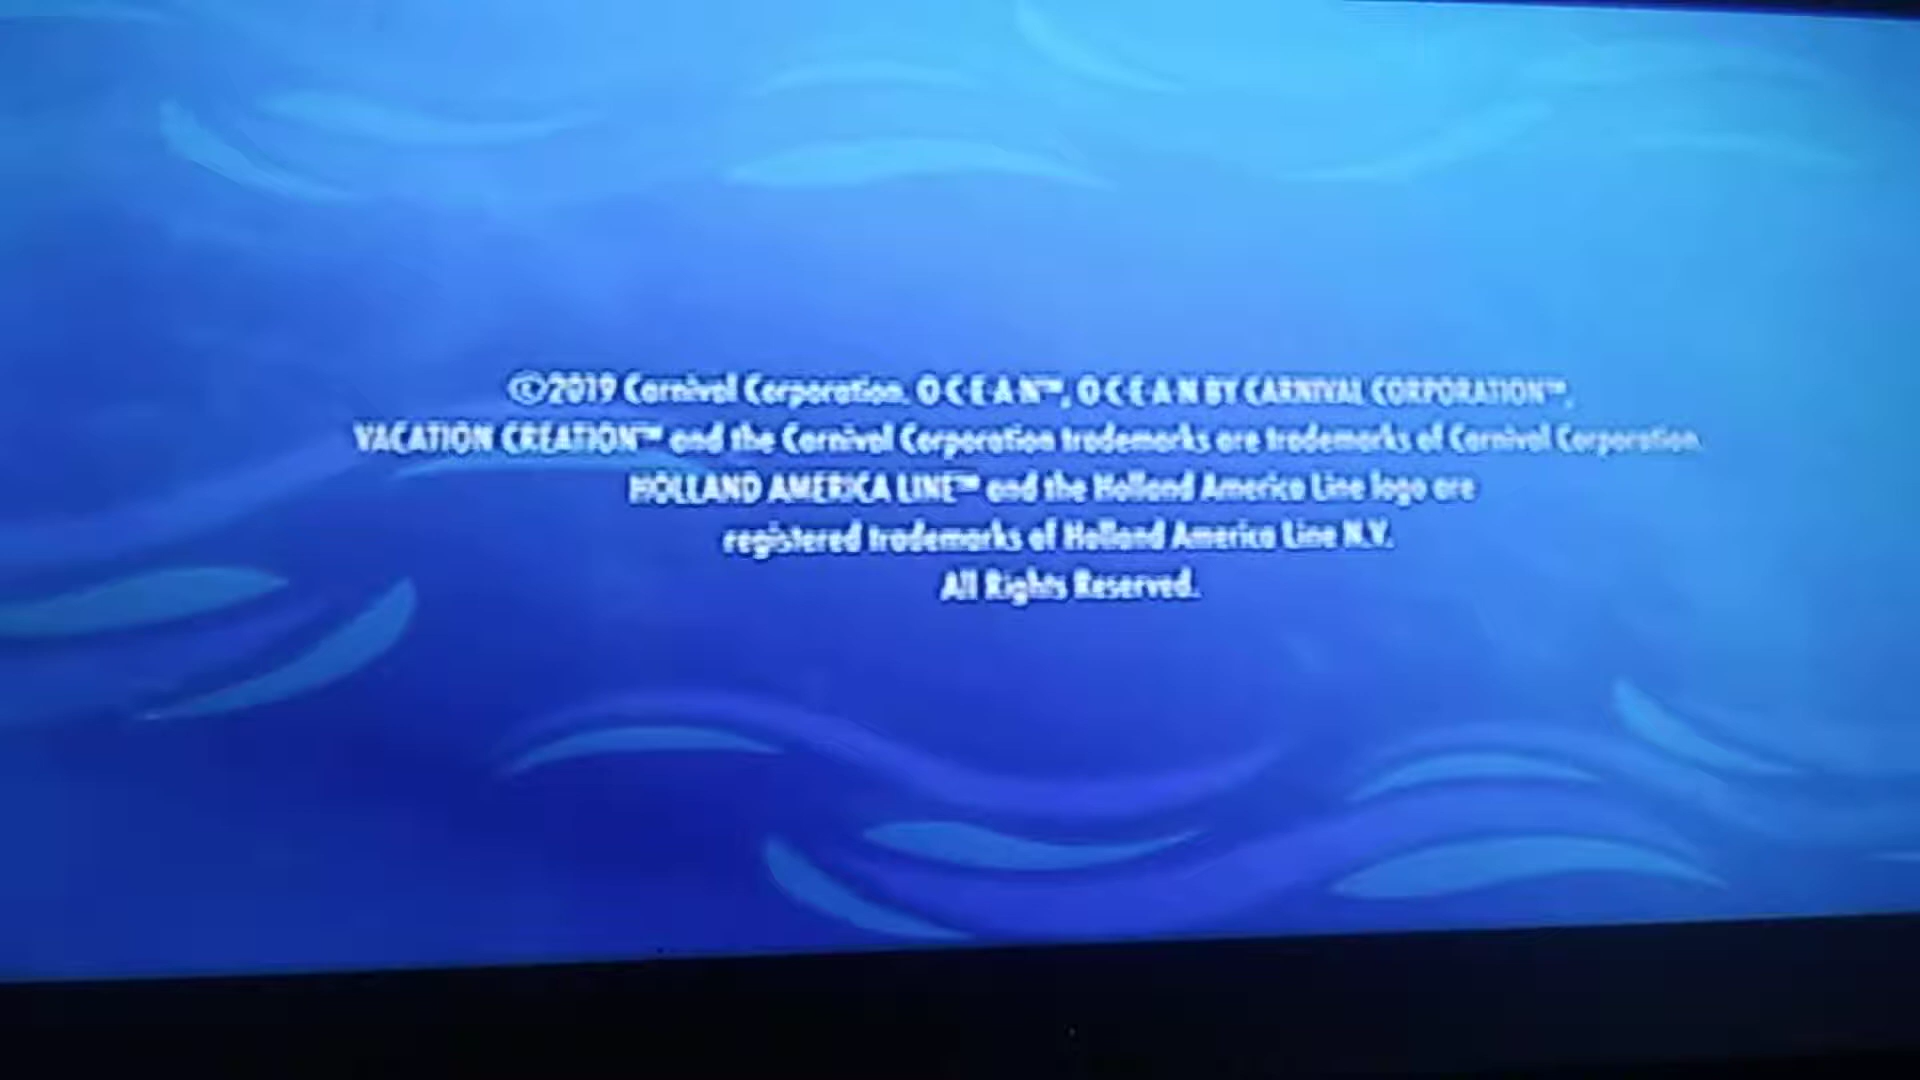 ©2019 Carnival Corporation. O·C·E·A·N™, O·C·E·A·N BY CARNIVAL CORPORATION™,
VACATION CREATION™ and the Carnival Corporation trademarks are trademarks of Carnival Corporation.
HOLLAND AMERICA LINE™ and the Holland America Line logo are
registered trademarks of Holland America Line N.V.
All Rights Reserved.